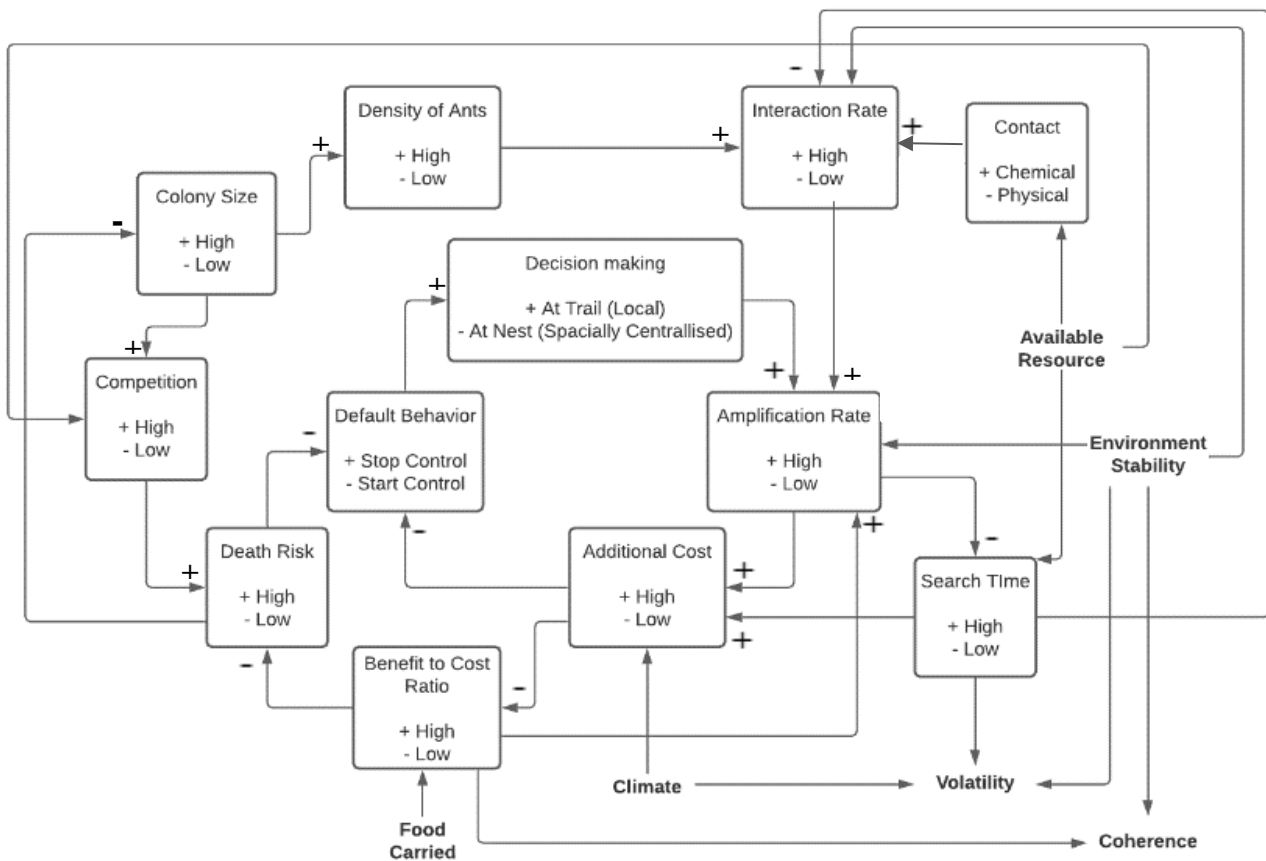 -
Density of Ants
+ High
- Low
+
+
Interaction Rate
+ High
- Low
+
Contact
+ Chemical
- Physical
-
Colony Size
+ High
- Low
+
Decision making
+ At Trail (Local)
- At Nest (Spacially Centrallised)
+
Competition
+ High
- Low
+
+
Available
Resource
-
Default Behavior
+ Stop Control
- Start Control
Amplification Rate
+ High
- Low
Environment
Stability
-
+
-
+
Death Risk
+ High
- Low
Additional Cost
+ High
- Low
+
+
Search TIme
+ High
- Low
-
Benefit to Cost
Ratio
+ High
- Low
-
Climate
Volatility
Food
Carried
Coherence